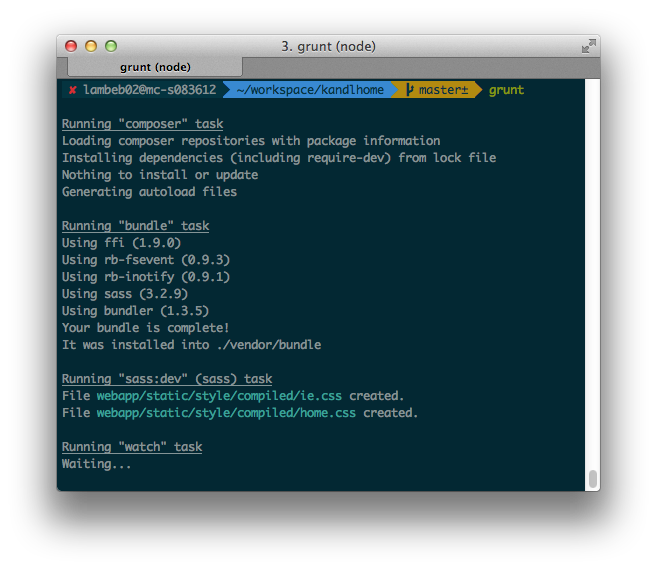 3. grunt (node)
grunt (node)
✘ lambeb02@mc-s083612 ~/workspace/kandlhome master± grunt
Running "composer" task
Loading composer repositories with package information
Installing dependencies (including require-dev) from lock file
Nothing to install or update
Generating autoload files
Running "bundle" task
Using ffi (1.9.0)
Using rb-fsevent (0.9.3)
Using rb-inotify (0.9.1)
Using sass (3.2.9)
Using bundler (1.3.5)
Your bundle is complete!
It was installed into ./vendor/bundle
Running "sass:dev" (sass) task
File webapp/static/style/compiled/ie.css created.
File webapp/static/style/compiled/home.css created.
Running "watch" task
Waiting...